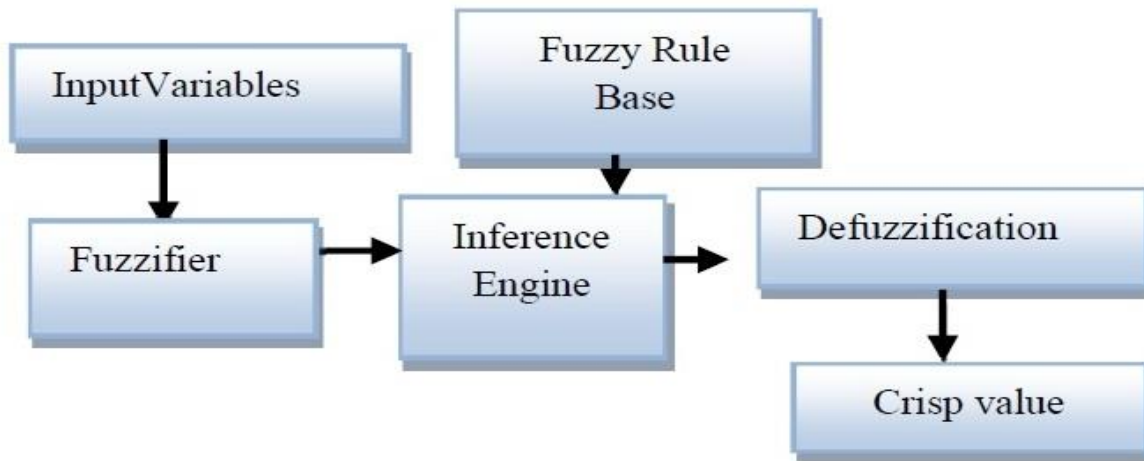 InputVariables
Fuzzy Rule
Base
Fuzzifier
Inference
Engine
Defuzzification
Crisp value